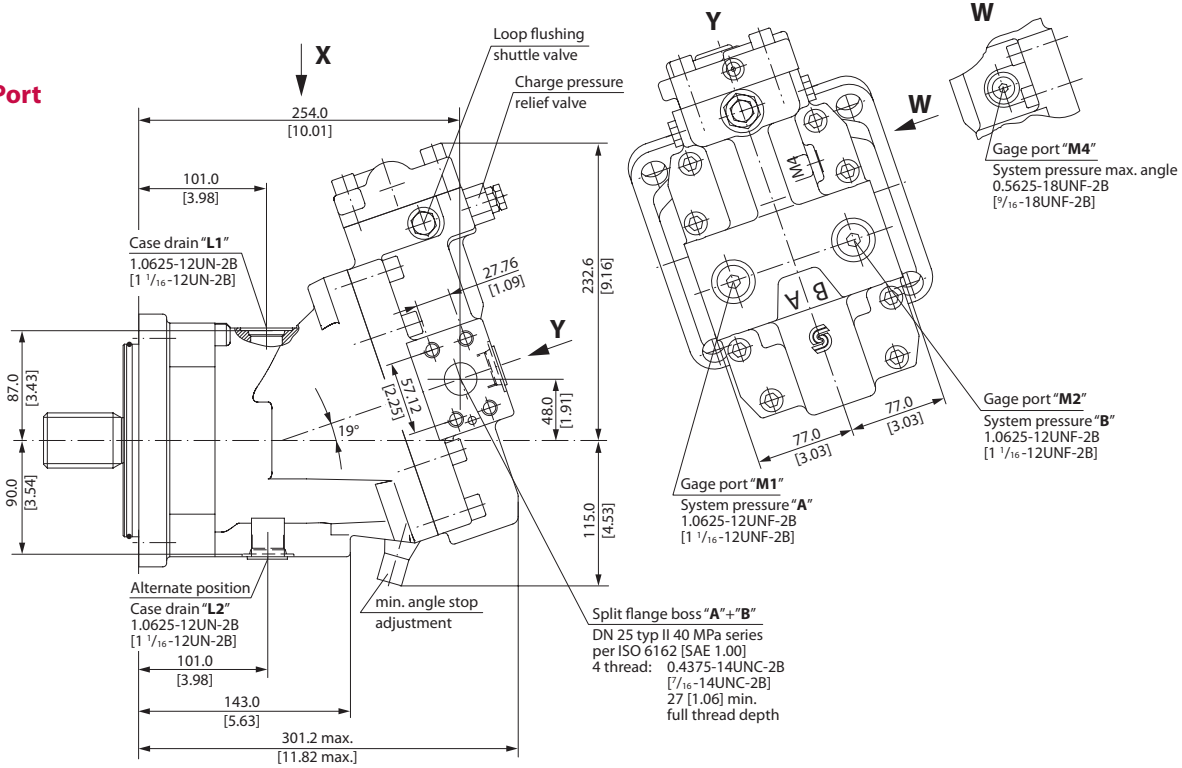 Port
X
254.0
[10.01]
101.0
[3.98]
Loop flushing
shuttle valve
Charge pressure
relief valve
Case drain "L1"
1.0625-12UN-2B
[1 1/16-12UN-2B]
27.76
[1.09]
232.6
[9.16]
Y
87.0
[3.43]
57.12
[2.25]
48.0
[1.91]
19°
90.0
[3.54]
115.0
[4.53]
Alternate position
Case drain "L2"
1.0625-12UN-2B
[1 1/16-12UN-2B]
101.0
[3.98]
143.0
[5.63]
301.2 max.
[11.82 max.]
min. angle stop
adjustment
Split flange boss "A"+"B"
DN 25 typ II 40 MPa series
per ISO 6162 [SAE 1.00]
4 thread: 0.4375-14UNC-2B
[7/16-14UNC-2B]
27 [1.06] min.
full thread depth
Y
W
M4
B A
77.0
[3.03]
77.0
[3.03]
Gage port "M1"
System pressure "A"
1.0625-12UNF-2B
[1 1/16-12UNF-2B]
Gage port "M2"
System pressure "B"
1.0625-12UNF-2B
[1 1/16-12UNF-2B]
W
Gage port "M4"
System pressure max. angle
0.5625-18UNF-2B
[9/16-18UNF-2B]